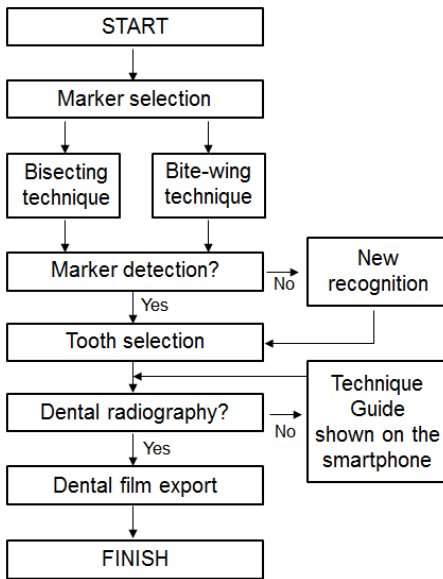 START
Marker selection
Bisecting
technique
Bite-wing
technique
Marker detection?
No
New
recognition
Yes
Tooth selection
Dental radiography?
No
Technique
Guide
shown on the
smartphone
Yes
Dental film export
FINISH